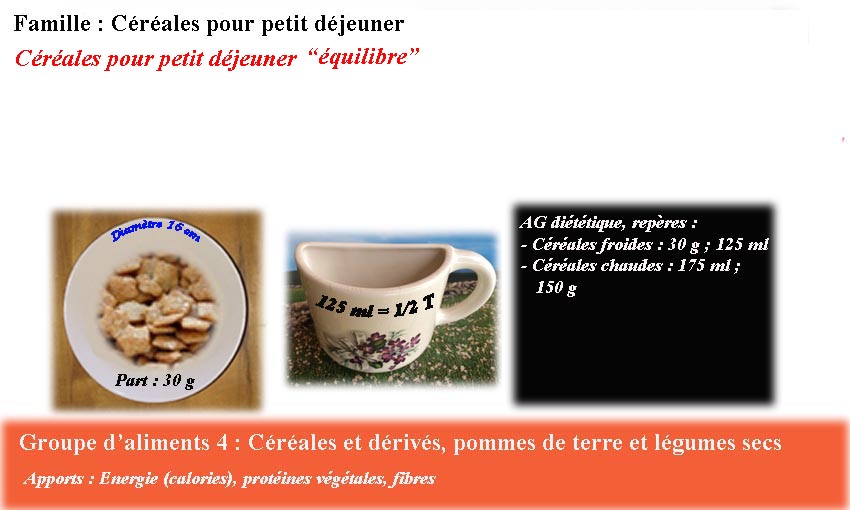 Famille : Céréales pour petit déjeuner
Céréales pour petit déjeuner “équilibre”
Diamètre 16 cm
Part : 30 g
125 ml = 1/2 T
AG diététique, repères :
- Céréales froides : 30 g ; 125 ml
- Céréales chaudes : 175 ml ;
150 g
Groupe d’aliments 4 : Céréales et dérivés, pommes de terre et légumes secs
Apports : Energie (calories), protéines végétales, fibres